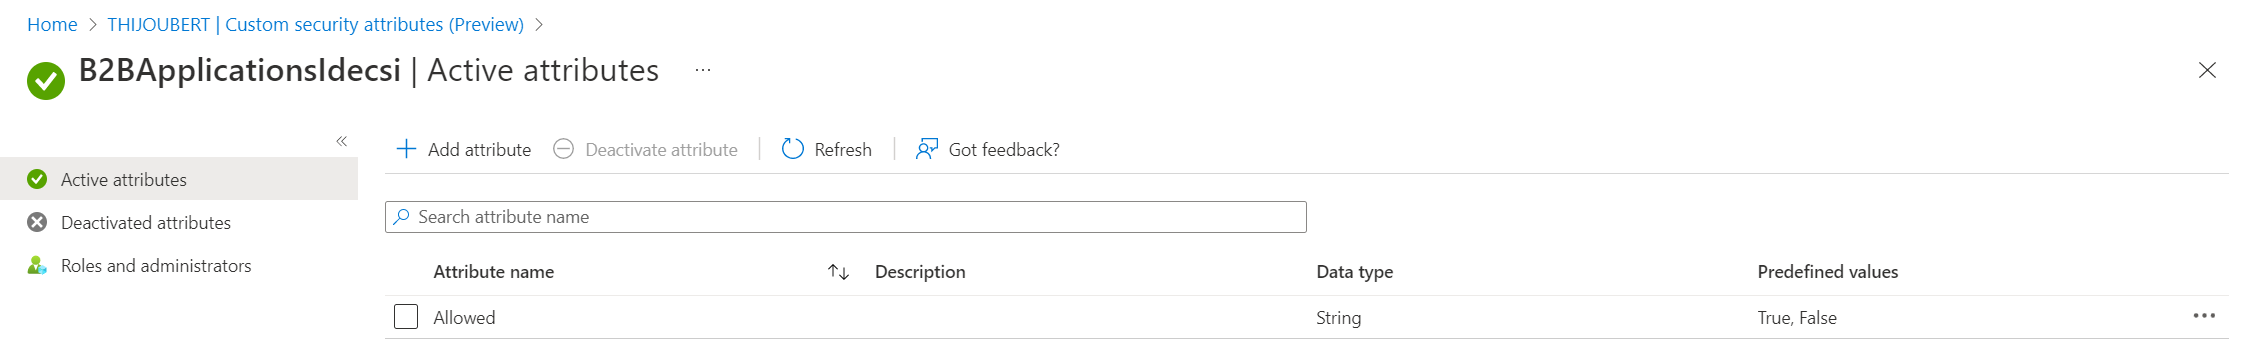 Home > THIJOUBERT | Custom security attributes (Preview) >
B2BApplicationsIdecsi | Active attributes ...
Add attribute Deactivate attribute Refresh Got feedback?
Active attributes
Deactivated attributes
Roles and administrators
Search attribute name
Attribute name Description Data type Predefined values
Allowed String True, False